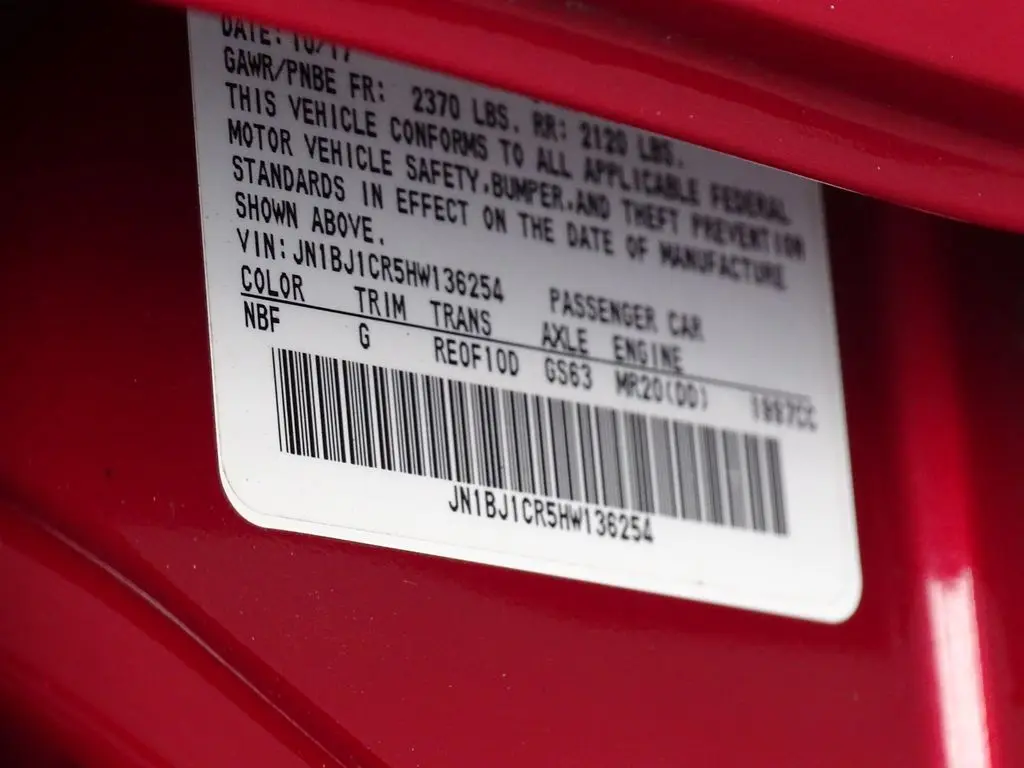 DATE: 10/17
GAWR/PNBE FR: 2370 LBS. RR: 2120 LBS.
THIS VEHICLE CONFORMS TO ALL APPLICABLE FEDERAL
MOTOR VEHICLE SAFETY,BUMPER,AND THEFT PREVENTION
STANDARDS IN EFFECT ON THE DATE OF MANUFACTURE
SHOWN ABOVE.
VIN:JN1BJ1CR5HW136254 PASSENGER CAR
COLOR TRIM TRANS AXLE ENGINE
NBF G RE0F10D GS63 MR20(DD) 1997CC
JN1BJ1CR5HW136254